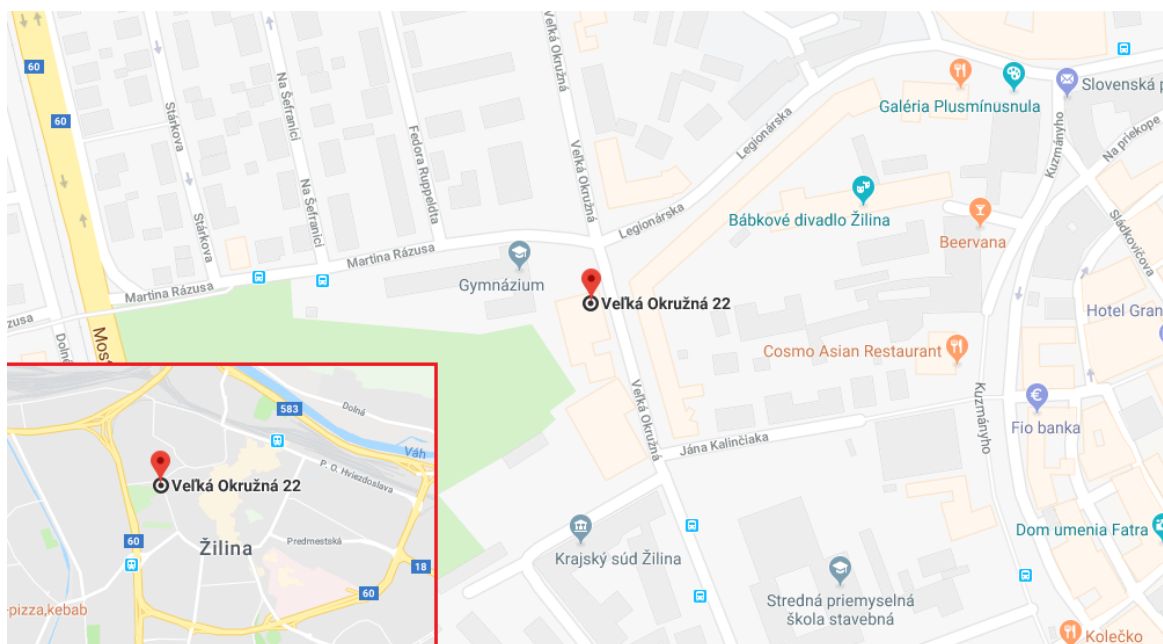 60
Stárkova
Na Šefranici
Veľká Okružná
Slovenská p
Galéria Plusmínusnula
60
Fedora Ruppeldta
Legionárska
Kuzmányho
Na priekope
Veľká Okružná
Bábkové divadlo Žilina
Na Šefranici
Stárkova
Legionárska
Beervana
Sládkovičova
Martina Rázusa
Gymnázium
Martina Rázusa
Veľká Okružná 22
Hotel Gran
ázusa
Dolné
Mos
Cosmo Asian Restaurant
Veľká Okružná
Kuzmányho
Fio banka
Jána Kalinčiaka
583
Dolná
Váh
P. O. Hviezdoslava
Veľká Okružná 22
60
Žilina
Predmestská
18
60
-pizza,kebab
Krajský súd Žilina
Dom umenia Fatra
Stredná priemyselná
škola stavebná
Kolečko